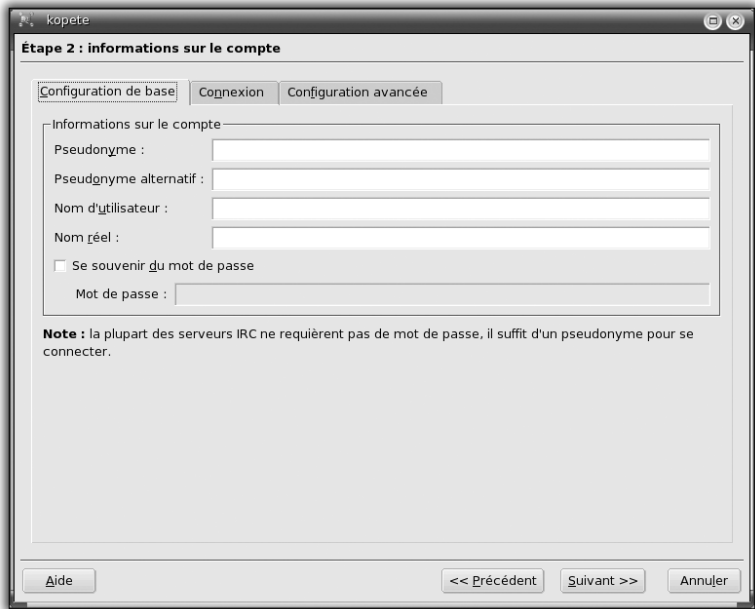 kopete
Étape 2 : informations sur le compte
Configuration de base
Connexion
Configuration avancée
Informations sur le compte
Pseudonyme :
Pseudonyme alternatif :
Nom d'utilisateur :
Nom réel :
Se souvenir du mot de passe
Mot de passe :
Note : la plupart des serveurs IRC ne requièrent pas de mot de passe, il suffit d'un pseudonyme pour se
connecter.
Aide
<< Précédent
Suivant >>
Annuler